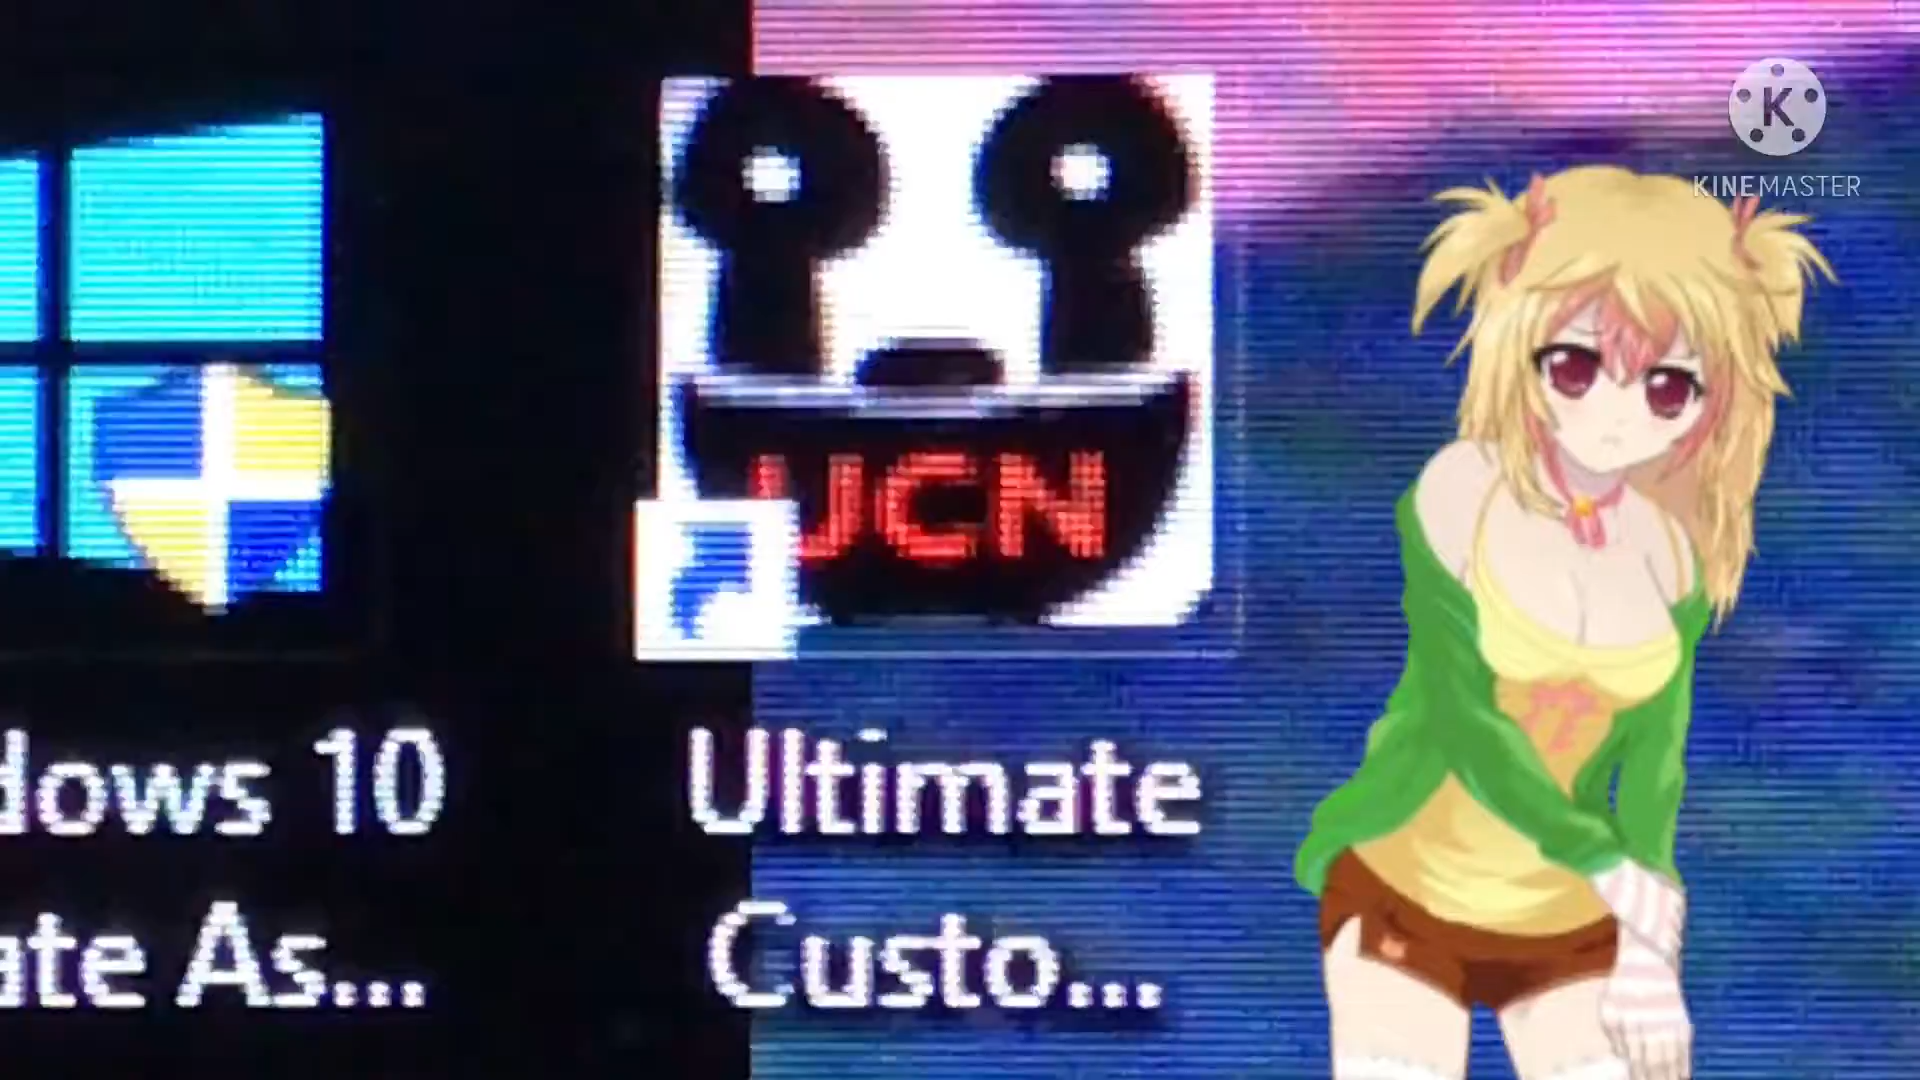 K
KINEMASTER
UCN
dows 10
ate As...
Ultimate
Custo...